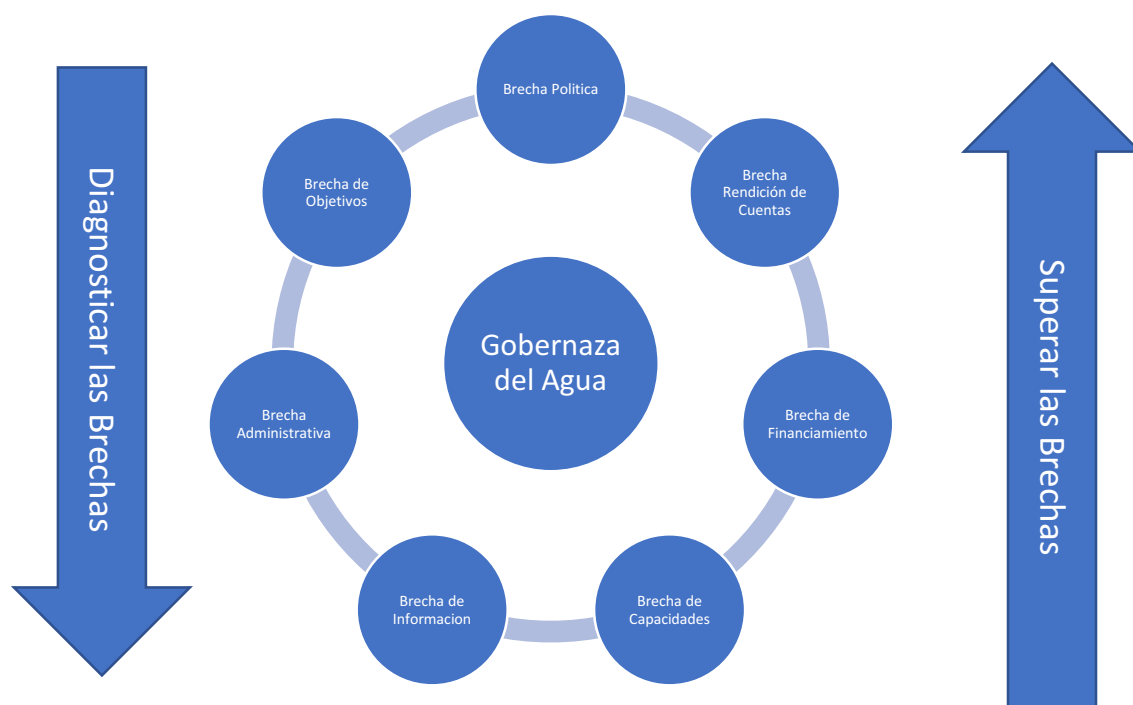 Diagnosticar las Brechas
Brecha Politica
Brecha
Rendición de
Cuentas
Brecha de
Financiamiento
Brecha de
Capacidades
Brecha de
Informacion
Brecha
Administrativa
Brecha de
Objetivos
Gobernaza
del Agua
Superar las Brechas